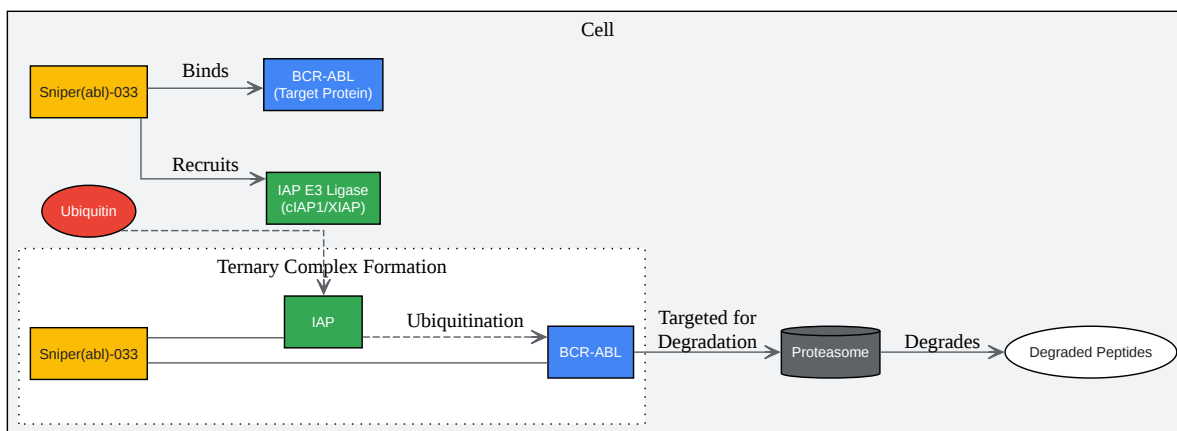 Cell
Sniper(abl)-033
Binds
BCR-ABL
(Target Protein)
Recruits
IAP E3 Ligase
(cIAP1/XIAP)
Ubiquitin
Ternary Complex Formation
IAP
Ubiquitination
Sniper(abl)-033
BCR-ABL
Targeted for
Degradation
Proteasome
Degrades
Degraded Peptides